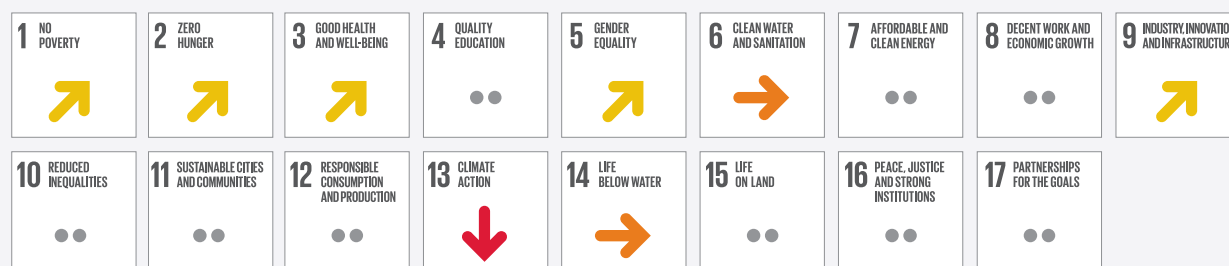 1 NO
POVERTY
2 ZERO
HUNGER
3 GOOD HEALTH
AND WELL-BEING
4 QUALITY
EDUCATION
5 GENDER
EQUALITY
6 CLEAN WATER
AND SANITATION
7 AFFORDABLE AND
CLEAN ENERGY
8 DECENT WORK AND
ECONOMIC GROWTH
9 INDUSTRY, INNOVATIO
AND INFRASTRUCTUR
10 REDUCED
INEQUALITIES
11 SUSTAINABLE CITIES
AND COMMUNITIES
12 RESPONSIBLE
CONSUMPTION
AND PRODUCTION
13 CLIMATE
ACTION
14 LIFE
BELOW WATER
15 LIFE
ON LAND
16 PEACE, JUSTICE
AND STRONG
INSTITUTIONS
17 PARTNERSHIPS
FOR THE GOALS